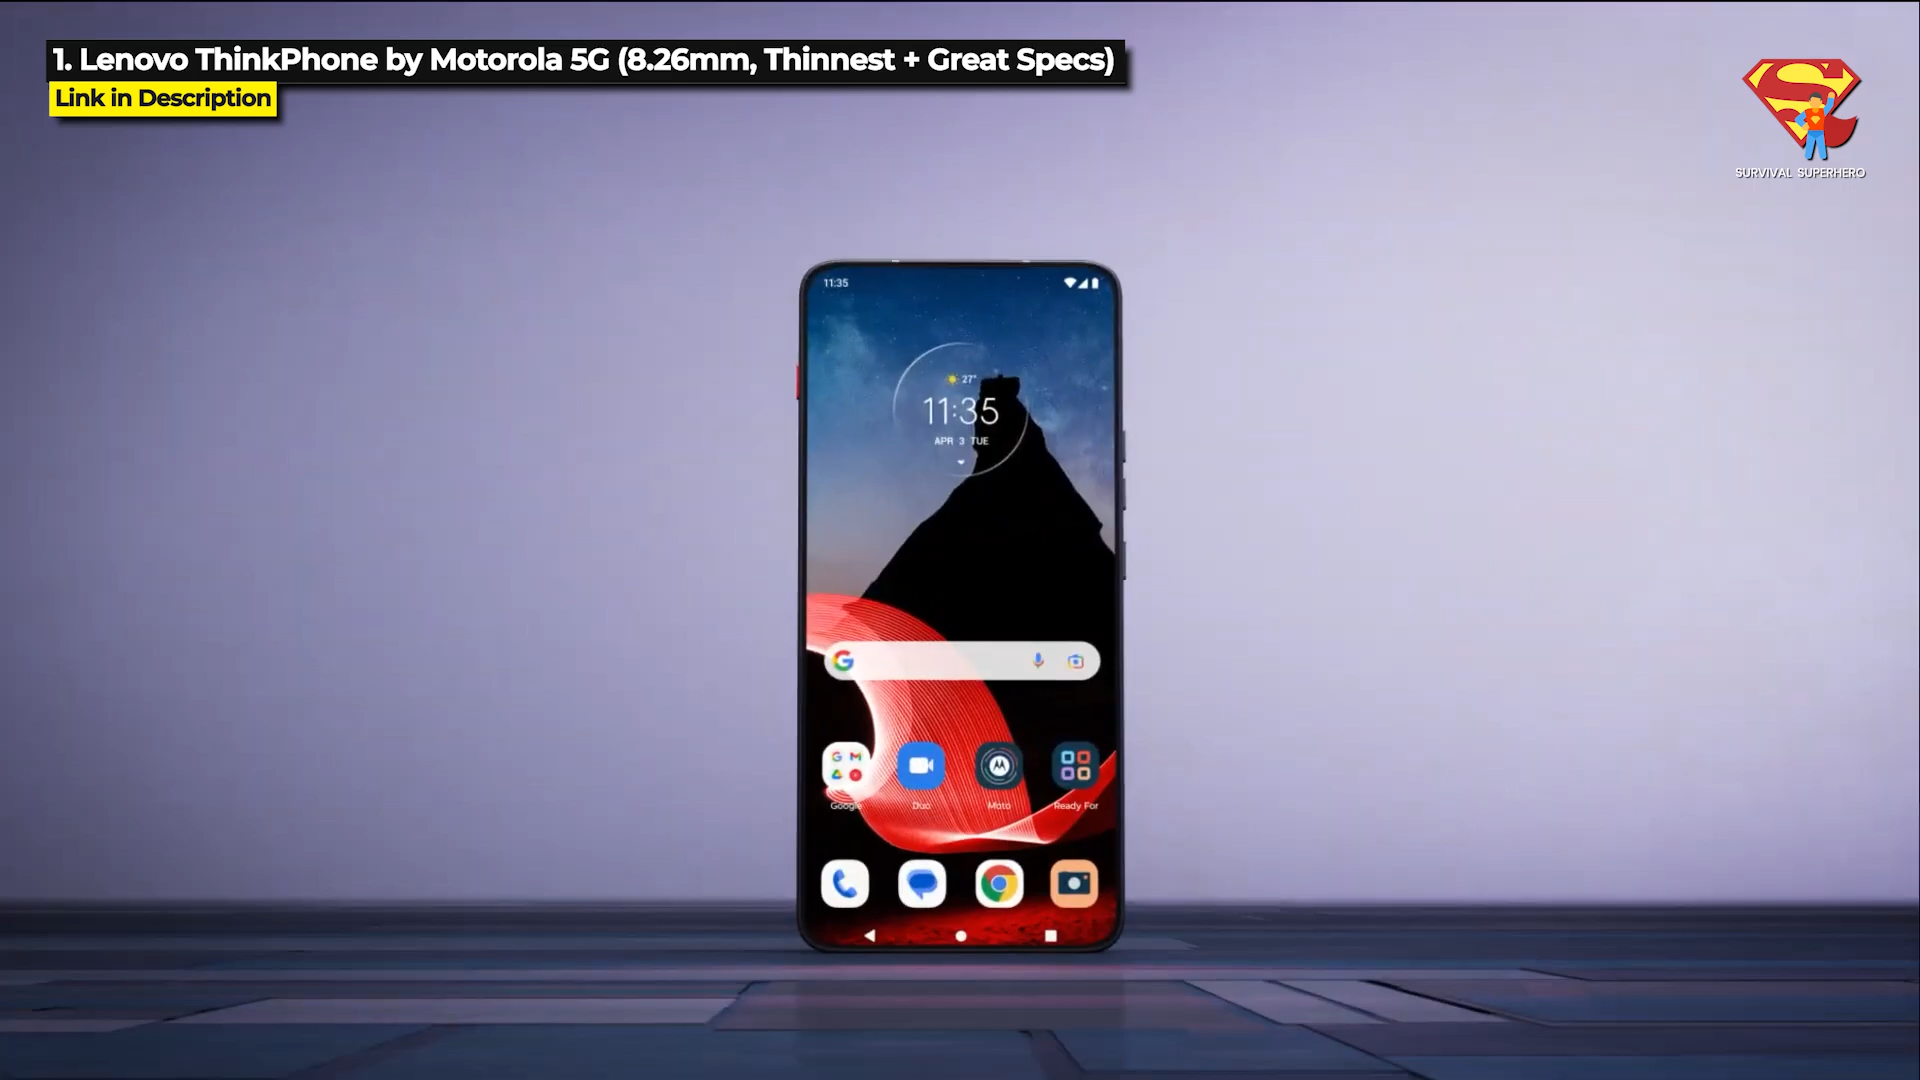 1. Lenovo ThinkPhone by Motorola 5G (8.26mm, Thinnest + Great Specs)
Link in Description
SURVIVAL SUPERHERO
11:35
27°
11:35
APR 3 TUE
Google
Duo
Moto
Ready For